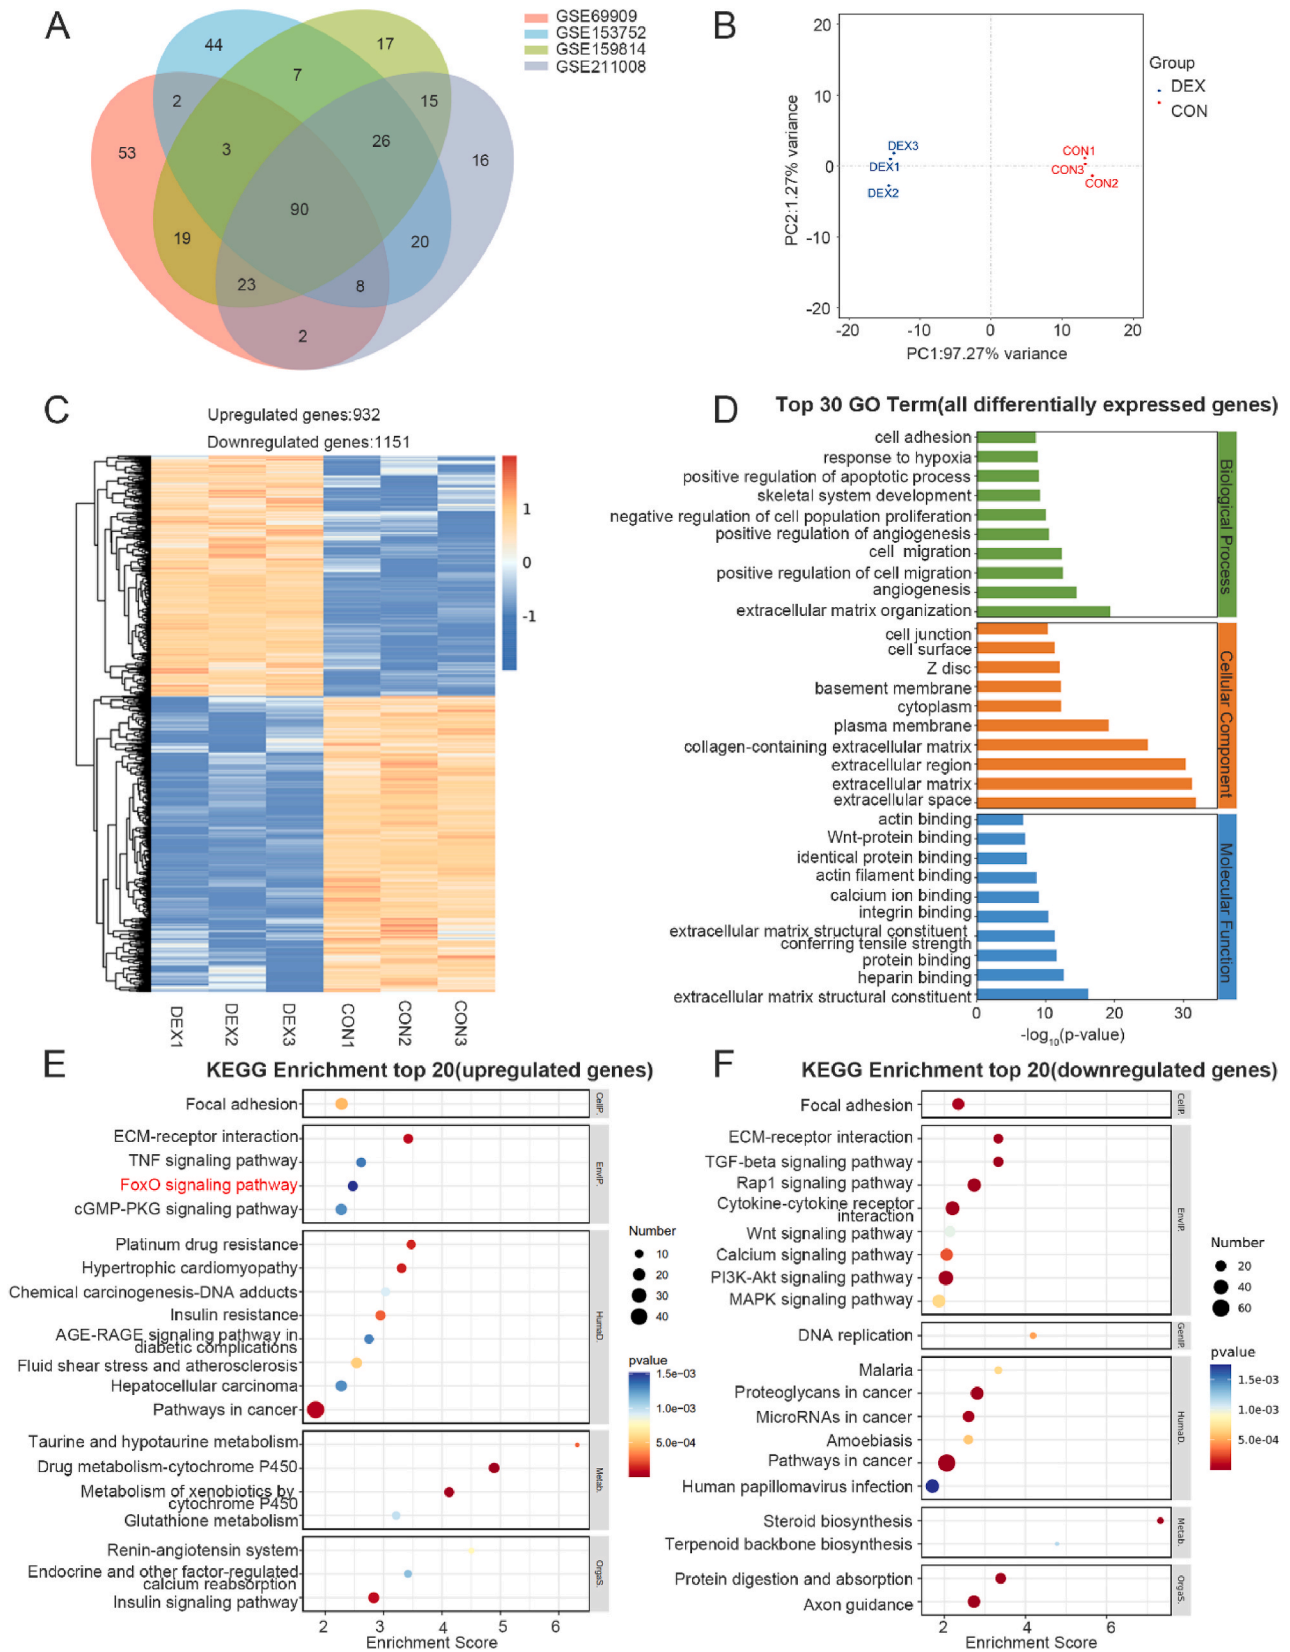 A
GSE69909
GSE153752
GSE159814
GSE211008
44
17
7
2
15
53
3
26
16
90
19
20
23
8
2
B
20
10
0
-10
-20
PC2:1.27% variance
DEX3
DEX1
DEX2
CON1
CON3
CON2
-20
-10
0
10
20
PC1:97.27% variance
Group
DEX
CON
C
Upregulated genes:932
Downregulated genes:1151
1
0
-1
DEX1
DEX2
DEX3
CON1
CON2
CON3
D
Top 30 GO Term(all differentially expressed genes)
cell adhesion
response to hypoxia
positive regulation of apoptotic process
skeletal system development
negative regulation of cell population proliferation
positive regulation of angiogenesis
cell migration
positive regulation of cell migration
angiogenesis
extracellular matrix organization
Biological Process
cell junction
cell surface
Z disc
basement membrane
cytoplasm
plasma membrane
collagen-containing extracellular matrix
extracellular region
extracellular matrix
extracellular space
Cellular Component
actin binding
Wnt-protein binding
identical protein binding
actin filament binding
calcium ion binding
integrin binding
extracellular matrix structural constituent
conferring tensile strength
protein binding
heparin binding
extracellular matrix structural constituent
Molecular Function
0
10
20
30
-log10(p-value)
E
KEGG Enrichment top 20(upregulated genes)
Focal adhesion
CellP.
ECM-receptor interaction
TNF signaling pathway
FoxO signaling pathway
cGMP-PKG signaling pathway
EnvIP.
Platinum drug resistance
Hypertrophic cardiomyopathy
Chemical carcinogenesis-DNA adducts
Insulin resistance
AGE-RAGE signaling pathway in
diabetic complications
Fluid shear stress and atherosclerosis
Hepatocellular carcinoma
Pathways in cancer
HumaD.
Taurine and hypotaurine metabolism
Drug metabolism-cytochrome P450
Metabolism of xenobiotics by
cytochrome P450
Glutathione metabolism
Metab.
Renin-angiotensin system
Endocrine and other factor-regulated
calcium reabsorption
Insulin signaling pathway
OrgaS.
2
3
4
5
6
Enrichment Score
Number
10
20
30
40
pvalue
1.5e-03
1.0e-03
5.0e-04
F
KEGG Enrichment top 20(downregulated genes)
Focal adhesion
CellP.
ECM-receptor interaction
TGF-beta signaling pathway
Rap1 signaling pathway
Cytokine-cytokine receptor
interaction
Wnt signaling pathway
Calcium signaling pathway
PI3K-Akt signaling pathway
MAPK signaling pathway
EnvIP.
DNA replication
GenIP.
Malaria
Proteoglycans in cancer
MicroRNAs in cancer
Amoebiasis
Pathways in cancer
Human papillomavirus infection
HumaD.
Steroid biosynthesis
Terpenoid backbone biosynthesis
Metab.
Protein digestion and absorption
Axon guidance
OrgaS.
2
4
6
Enrichment Score
Number
20
40
60
pvalue
1.5e-03
1.0e-03
5.0e-04